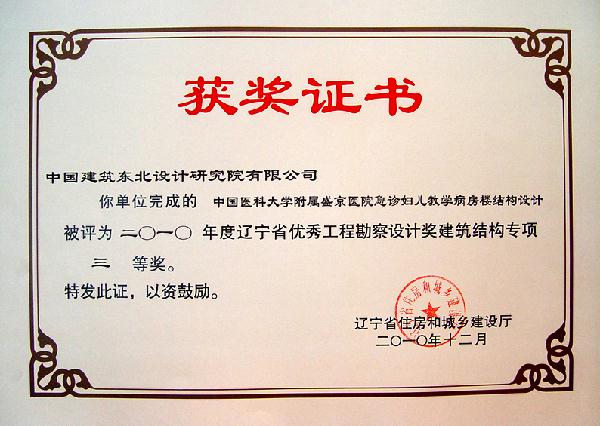 获奖证书
中国建筑东北设计研究院有限公司
你单位完成的 中国医科大学附属盛京医院急诊妇儿教学病房楼结构设计
被评为 二〇一〇 年度辽宁省优秀工程勘察设计奖建筑结构专项
三 等奖。
特发此证，以资鼓励。
辽宁省住房和城乡建设厅
二〇一〇年十二月